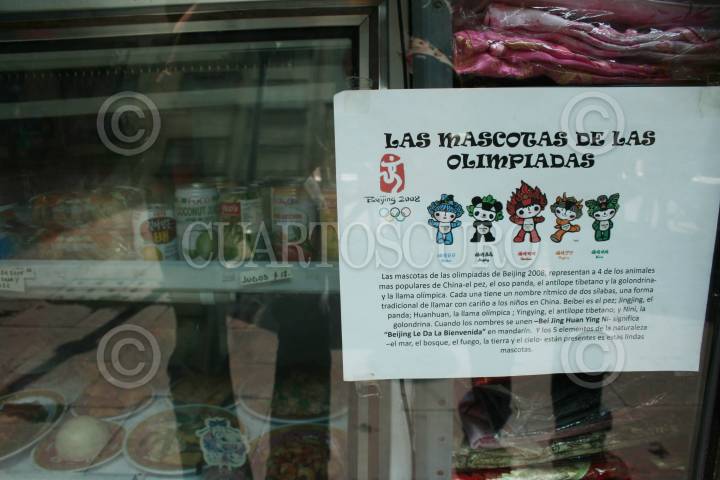 LAS MASCOTAS DE LAS
OLIMPIADAS
Beijing 2008
Las mascotas de las olimpiadas de Beijing 2008, representan a 4 de los animales
mas populares de China-el pez, el oso panda, el antílope tibetano y la golondrina-
y la llama olímpica. Cada una tiene un nombre rítmico de dos sílabas, una forma
tradicional de llamar con cariño a los niños en China. Beibei es el pez; Jingjing, el
panda; Huanhuan, la llama olímpica ; Yingying, el antílope tibetano; y Nini, la
golondrina. Cuando los nombres se unen –Bei Jing Huan Ying Ni- significa
“Beijing Le Da La Bienvenida” en mandarín. Y los 5 elementos de la naturaleza
–el mar, el bosque, el fuego, la tierra y el cielo- están presentes es estas lindas
mascotas.
COCONUT
JUGOS
CUARTOSCURO
© 
©
©
©